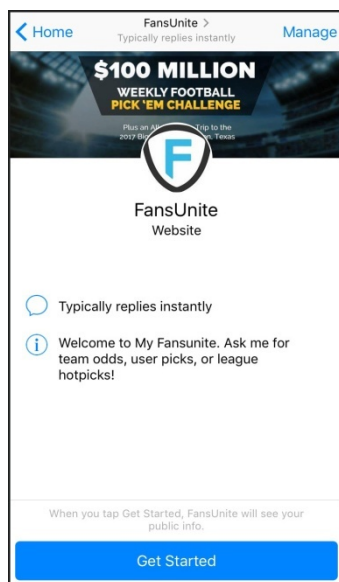 Home
FansUnite >
Typically replies instantly
Manage
$100 MILLION
WEEKLY FOOTBALL
PICK 'EM CHALLENGE
Plus an Trip to the
2017 Texas
F
FansUnite
Website
Typically replies instantly
i
Welcome to My Fansunite. Ask me for
team odds, user picks, or league
hotpicks!
When you tap Get Started, FansUnite will see your
public info.
Get Started